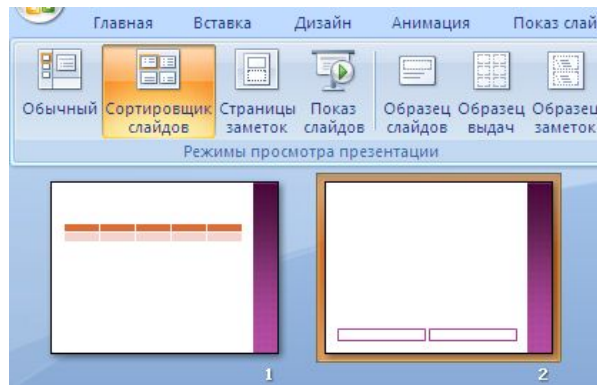 Главная Вставка Дизайн Анимация Показ слай
Обычный Сортировщик Страницы Показ Образец Образец Образец
слайдов заметок слайдов слайдов выдач заметок
Режимы просмотра презентации
1 2